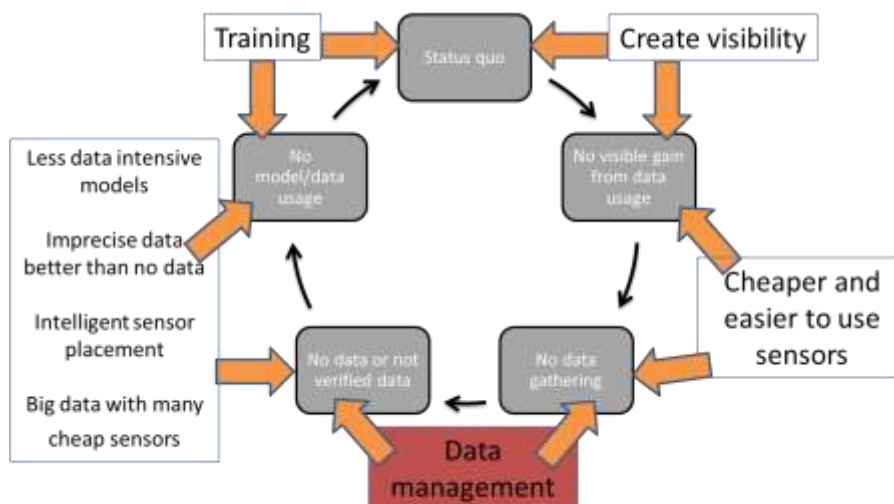 Training
Status quo
Create visibility
No
model/data
usage
No visible gain
from data
usage
Less data intensive
models
Imprecise data
better than no data
Intelligent sensor
placement
Big data with many
cheap sensors
Cheaper and
easier to use
sensors
No data or not
verified data
No data
gathering
Data
management